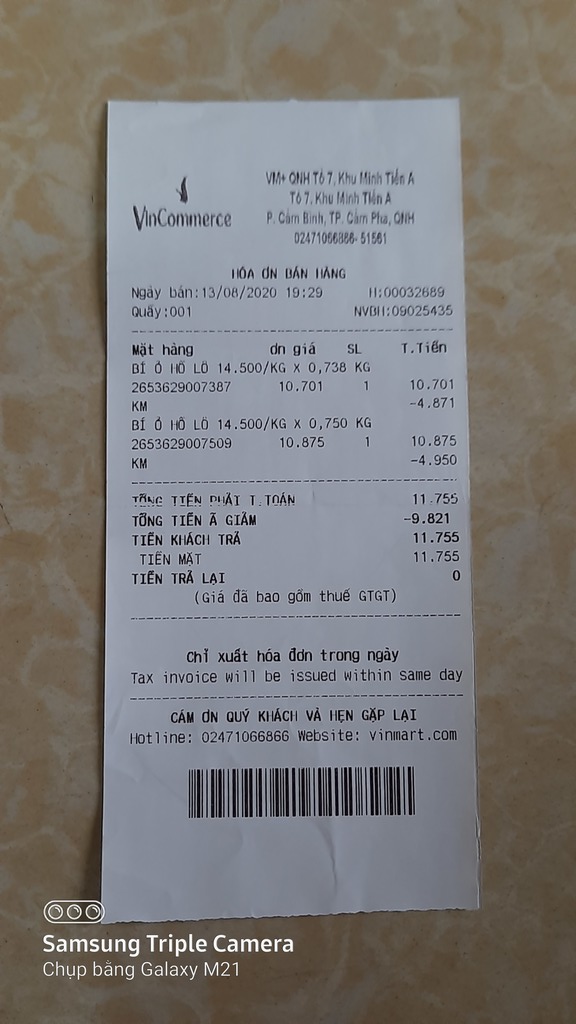 VinCommerce
VM+ QNH Tổ 7, Khu Minh Tiến A
Tổ 7, Khu Minh Tiến A
P. Cẩm Bình, TP. Cẩm Phả, QNH
02471066866-51561
HÓA ƠN BÁN HÀNG
Ngày bán:13/08/2020 19:29 H:00032689
Quầy:001 NVBH:09025435
Mặt hàng ơn giá SL T.Tiền
BÍ Ô HỒ LÔ 14.500/KG X 0,738 KG
2653629007387 10.701 1 10.701
KM -4.871
BÍ Ô HỒ LÔ 14.500/KG X 0,750 KG
2653629007509 10.875 1 10.875
KM -4.950
TỔNG TIỀN PHẢI T.TOÁN 11.755
TỔNG TIỀN Ã GIẢM -9.821
TIỀN KHÁCH TRẢ 11.755
TIỀN MẶT 11.755
TIỀN TRẢ LẠI 0
(Giá đã bao gồm thuế GTGT)
Chỉ xuất hóa đơn trong ngày
Tax invoice will be issued within same day
CẢM ƠN QUÝ KHÁCH VÀ HẸN GẶP LẠI
Hotline: 02471066866 Website: vinmart.com
Samsung Triple Camera
Chụp bằng Galaxy M21